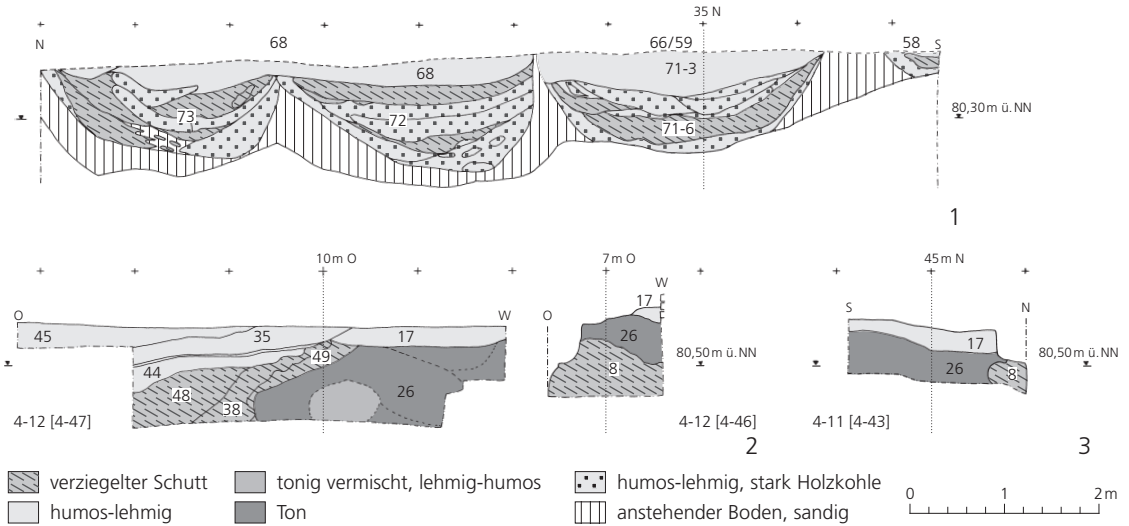 35 N
N 68 66/59 58 S
68 71-3
80,30 m ü. NN
73 72 71-6
1
10 m O 7 m O 45 m N
O W O W S N
45 35 17 17 26 17
49 80,50 m ü. NN 80,50 m ü. NN
44 48 38 26 8 26 8
4-12 [4-47] 4-12 [4-46] 4-11 [4-43]
2 3
verziegelter Schutt tonig vermischt, lehmig-humos humos-lehmig, stark Holzkohle
humos-lehmig Ton anstehender Boden, sandig
0 1 2 m